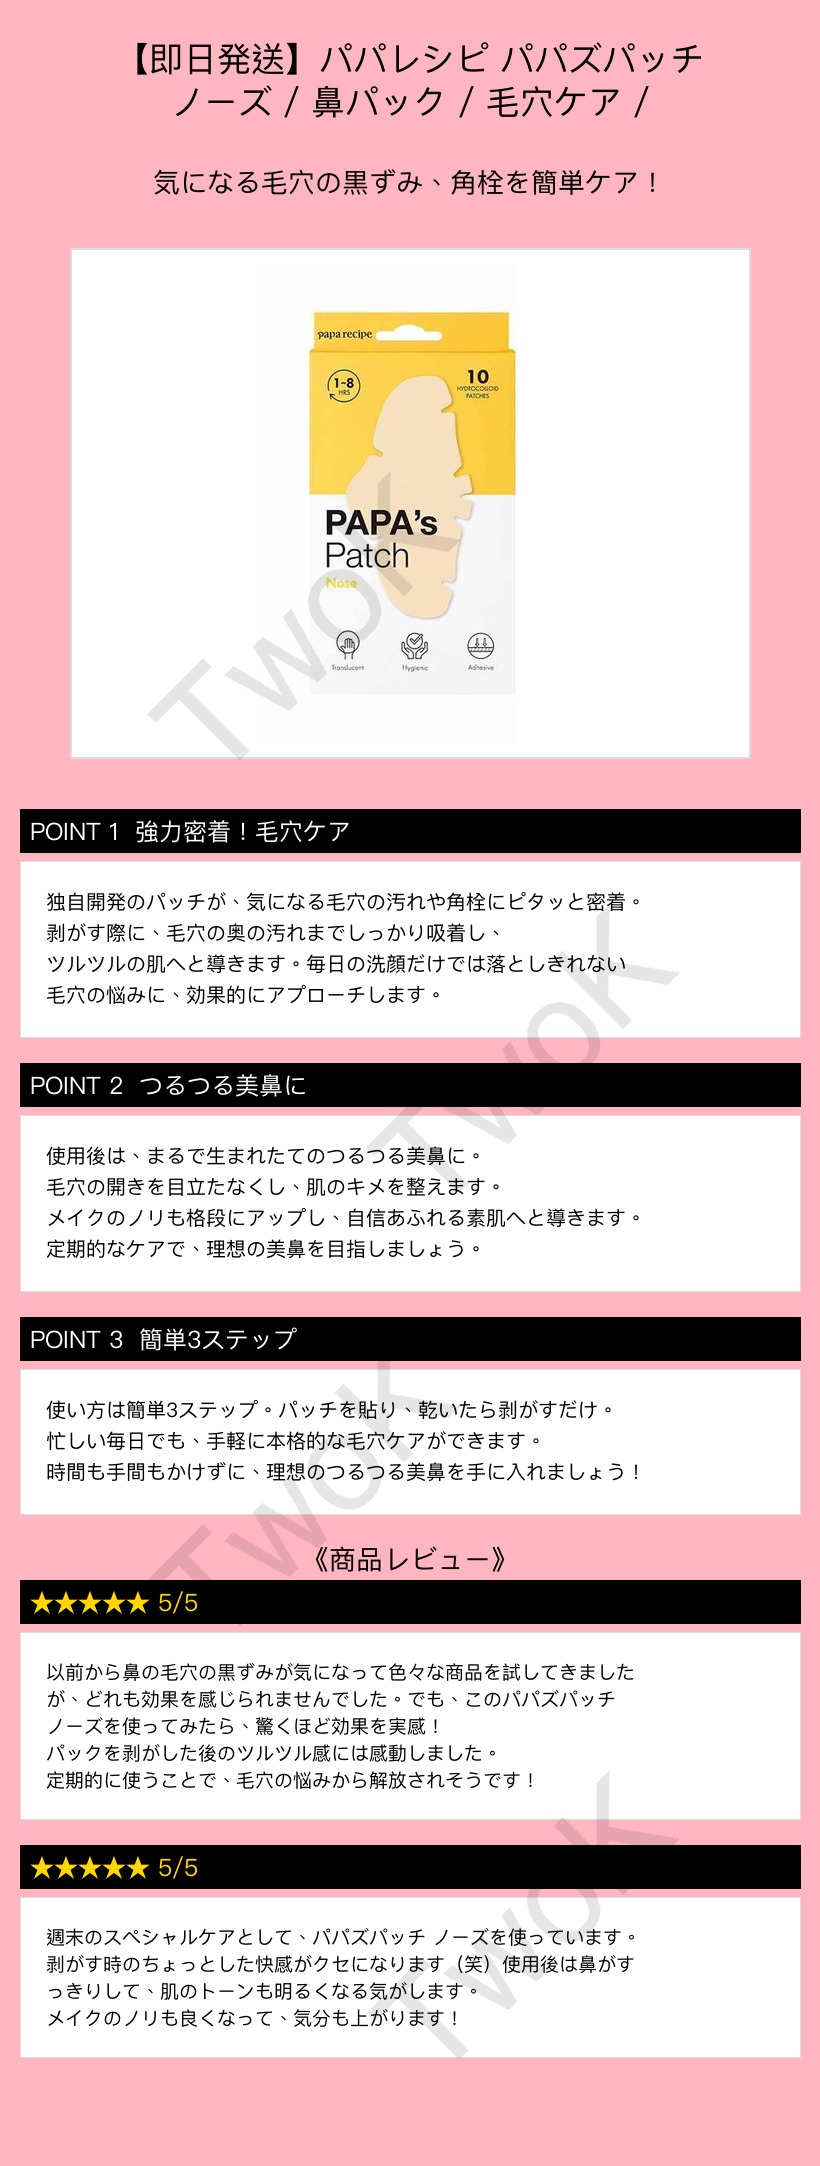 【即日発送】パパレシピ パパズパッチ
ノーズ / 鼻パック / 毛穴ケア /
気になる毛穴の黒ずみ、角栓を簡単ケア！
papa recipe
1~8
HRS
10
HYDROCOLLOID
PATCHES
PAPA's
Patch
Nose
Translucent
Hygienic
Adhesive
TwoK
POINT 1 強力密着！毛穴ケア
独自開発のパッチが、気になる毛穴の汚れや角栓にピタッと密着。
剥がす際に、毛穴の奥の汚れまでしっかり吸着し、
ツルツルの肌へと導きます。毎日の洗顔だけでは落としきれない
毛穴の悩みに、効果的にアプローチします。
TwoK
POINT 2 つるつる美鼻に
使用後は、まるで生まれたてのつるつる美鼻に。
毛穴の開きを目立たなくし、肌のキメを整えます。
メイクのノリも格段にアップし、自信あふれる素肌へと導きます。
定期的なケアで、理想の美鼻を目指しましょう。
POINT 3 簡単3ステップ
使い方は簡単3ステップ。パッチを貼り、乾いたら剥がすだけ。
忙しい毎日でも、手軽に本格的な毛穴ケアができます。
時間も手間もかけずに、理想のつるつる美鼻を手に入れましょう！
TwoK
《商品レビュー》
★★★★★ 5/5
以前から鼻の毛穴の黒ずみが気になって色々な商品を試してきました
が、どれも効果を感じられませんでした。でも、このパパズパッチ
ノーズを使ってみたら、驚くほど効果を実感！
パックを剥がした後のツルツル感には感動しました。
定期的に使うことで、毛穴の悩みから解放されそうです！
★★★★★ 5/5
週末のスペシャルケアとして、パパズパッチ ノーズを使っています。
剥がす時のちょっとした快感がクセになります（笑）使用後は鼻がす
っきりして、肌のトーンも明るくなる気がします。
メイクのノリも良くなって、気分も上がります！
TwoK